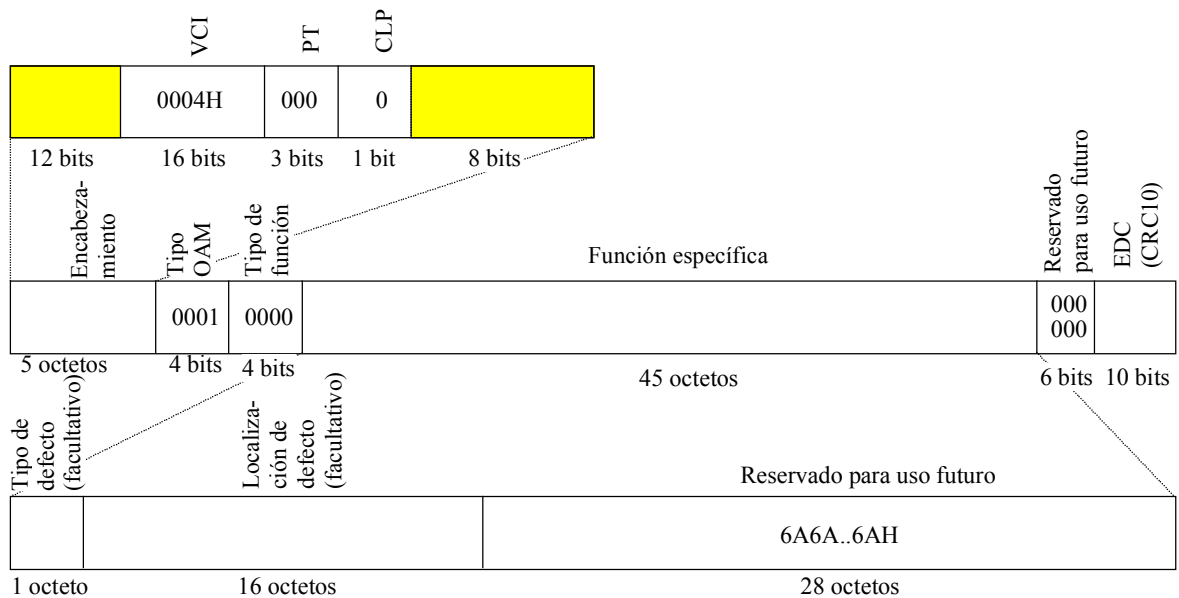 VCI
PT
CLP
0004H
000
0
12 bits
16 bits
3 bits
1 bit
8 bits
Encabeza-
miento
Tipo
OAM
Tipo de
función
Función específica
Reservado
para uso futuro
EDC
(CRC10)
0001
0000
000
000
5 octetos
4 bits
4 bits
45 octetos
6 bits
10 bits
Tipo de
defecto
(facultativo)
Localiza-
ción de
defecto
(facultativo)
Reservado para uso futuro
6A6A..6AH
1 octeto
16 octetos
28 octetos